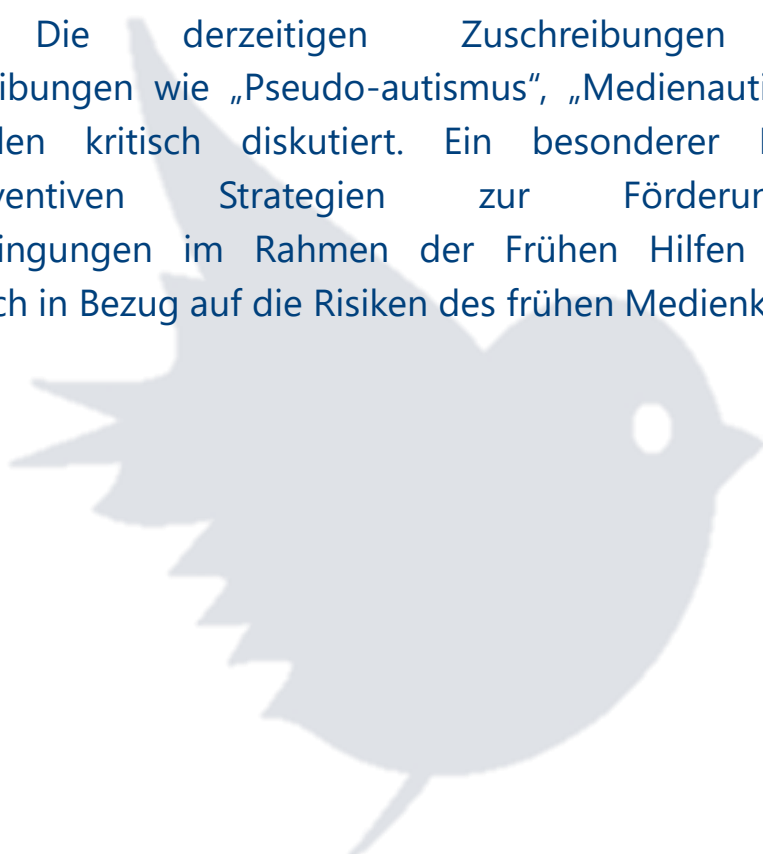 Die derzeitigen Zuschreibungen
ibungen wie „Pseudo-autismus“, „Medienauti
len kritisch diskutiert. Ein besonderer
ventiven Strategien zur Förderun
ingungen im Rahmen der Frühen Hilfen
ch in Bezug auf die Risiken des frühen Medienk